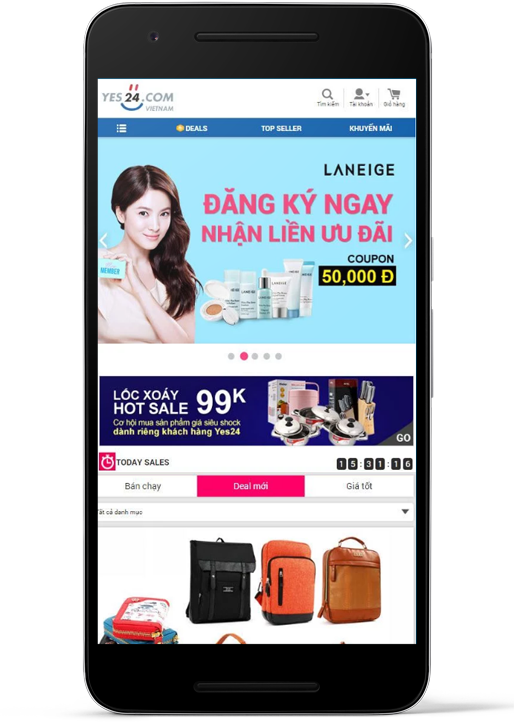 YES 24 .COM
VIETNAM
Tìm kiếm
Tài khoản
Giỏ hàng
DEALS
TOP SELLER
KHUYẾN MÃI
LANEIGE
ĐĂNG KÝ NGAY
NHẬN LIỀN ƯU ĐÃI
COUPON
50,000 Đ
MEMBER
LỐC XOÁY
HOT SALE
99K
Cơ hội mua sản phẩm giá siêu shock
dành riêng khách hàng Yes24
GO
TODAY SALES
15:31:16
Bán chạy
Deal mới
Giá tốt
Tất cả danh mục